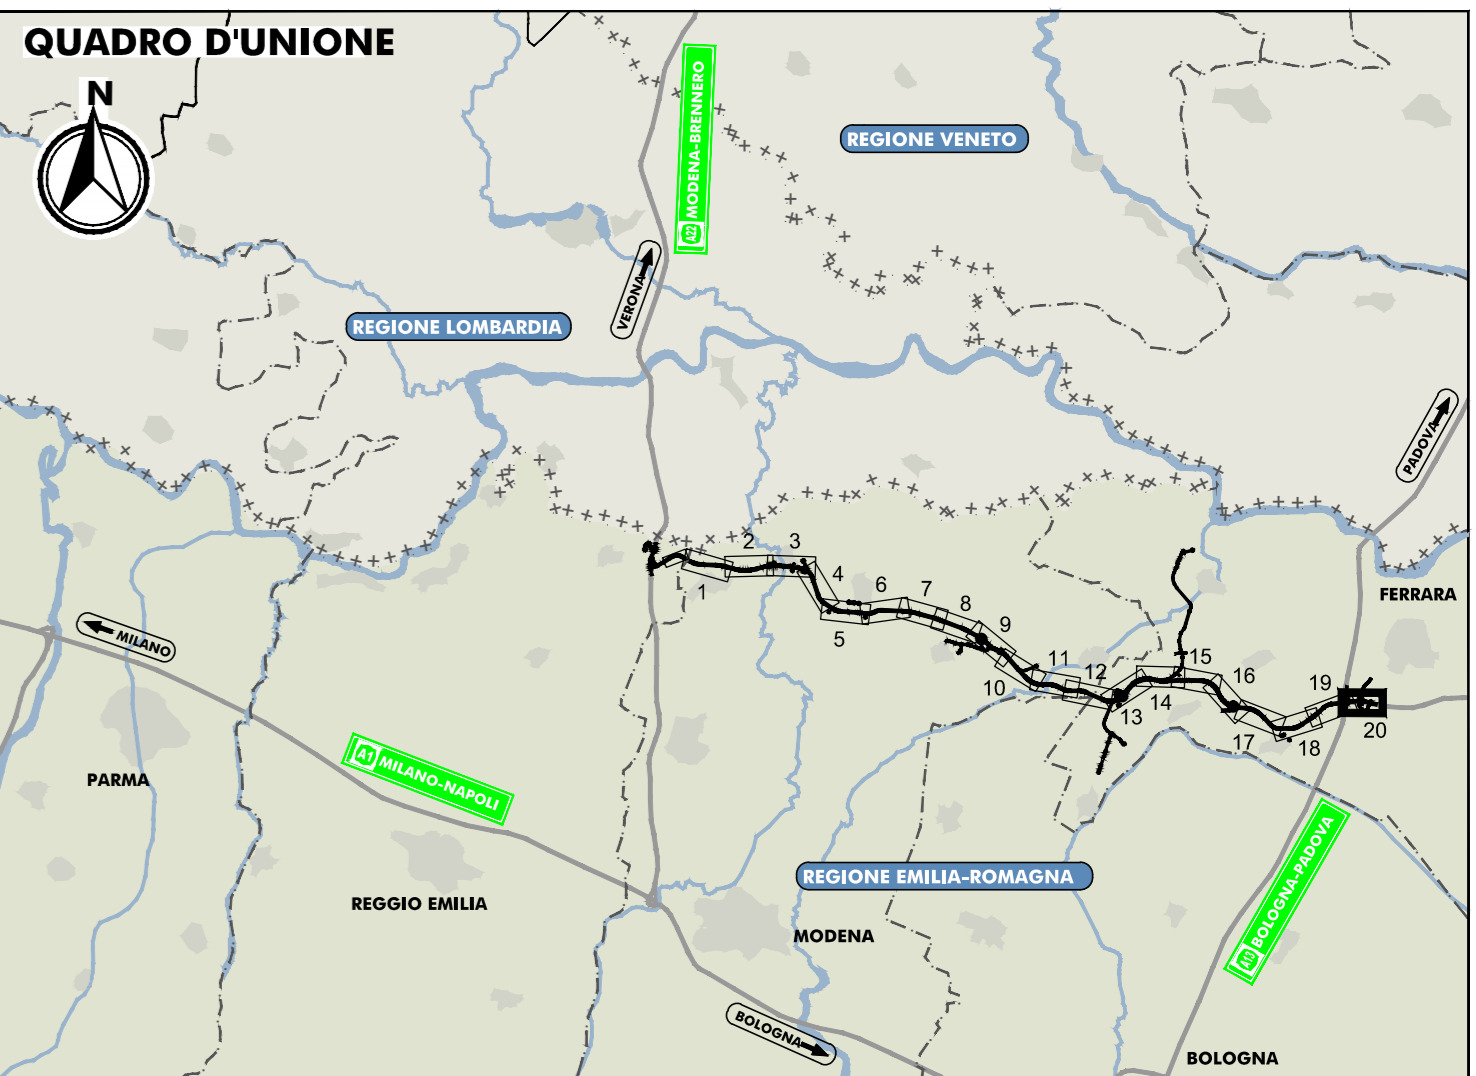 QUADRO D'UNIONE
N
A22 MODENA-BRENNERO
REGIONE VENETO
VERONA
REGIONE LOMBARDIA
PADOVA
1
2
3
4
5
6
7
8
9
10
11
12
13
14
15
16
17
18
19
20
FERRARA
MILANO
PARMA
A1 MILANO-NAPOLI
REGGIO EMILIA
REGIONE EMILIA-ROMAGNA
MODENA
A13 BOLOGNA-PADOVA
BOLOGNA
BOLOGNA